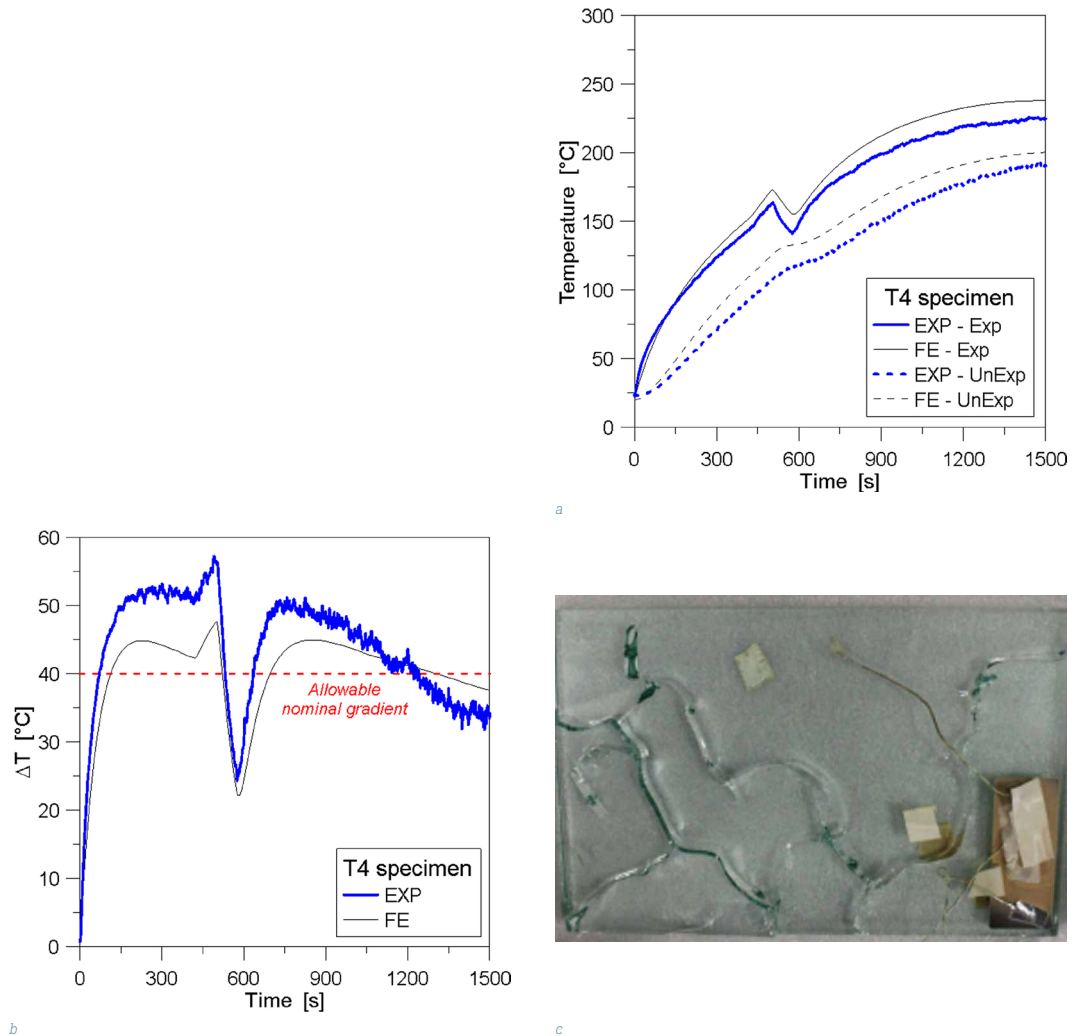 300
250
200
150
100
50
0
Temperature [°C]
T4 specimen
EXP - Exp
FE - Exp
EXP - UnExp
FE - UnExp
0 300 600 900 1200 1500
Time [s]
a
60
50
40
30
20
10
0
ΔT [°C]
Allowable
nominal gradient
T4 specimen
EXP
FE
0 300 600 900 1200 1500
Time [s]
b
c